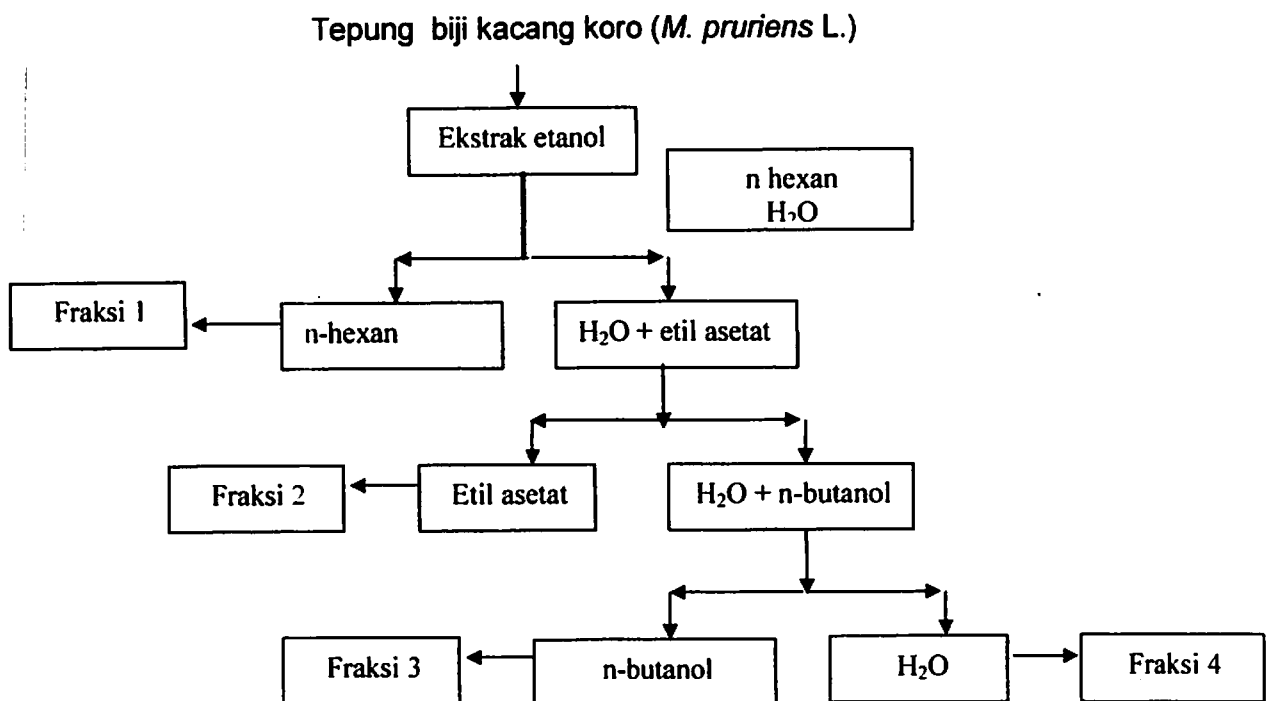 Tepung biji kacang koro (M. pruriens L.)
Ekstrak etanol
n hexan
H₂O
Fraksi 1
n-hexan
H₂O + etil asetat
Fraksi 2
Etil asetat
H₂O + n-butanol
Fraksi 3
n-butanol
H₂O
Fraksi 4